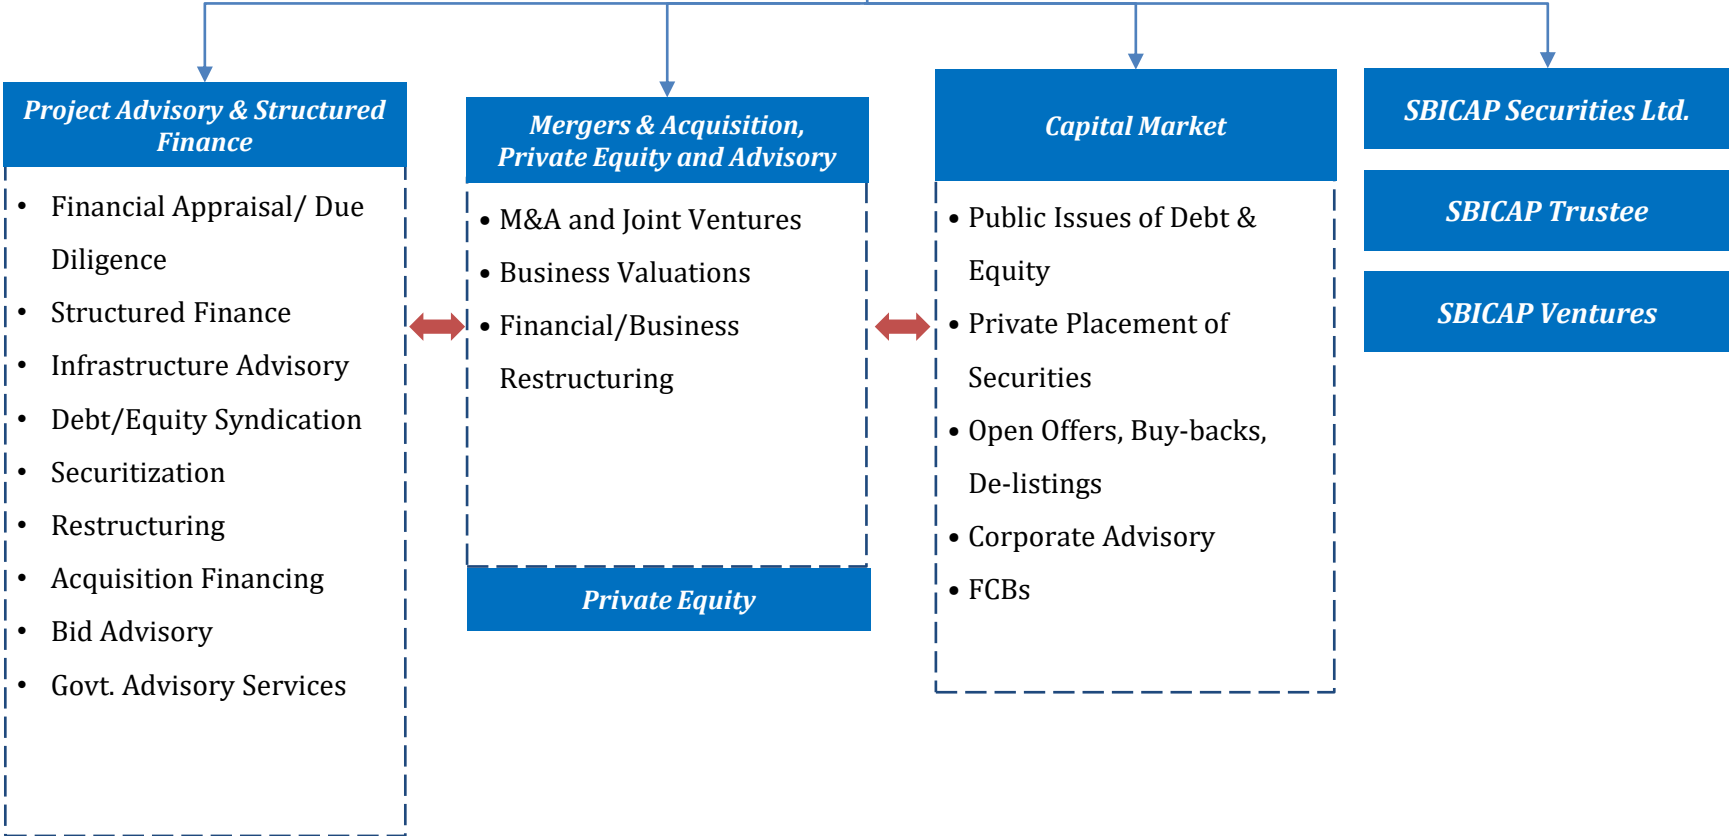 Project Advisory & Structured
Finance
• Financial Appraisal/ Due
Diligence
• Structured Finance
• Infrastructure Advisory
• Debt/Equity Syndication
• Securitization
• Restructuring
• Acquisition Financing
• Bid Advisory
• Govt. Advisory Services
Mergers & Acquisition,
Private Equity and Advisory
• M&A and Joint Ventures
• Business Valuations
• Financial/Business
Restructuring
Private Equity
Capital Market
• Public Issues of Debt &
Equity
• Private Placement of
Securities
• Open Offers, Buy-backs,
De-listings
• Corporate Advisory
• FCBs
SBICAP Securities Ltd.
SBICAP Trustee
SBICAP Ventures